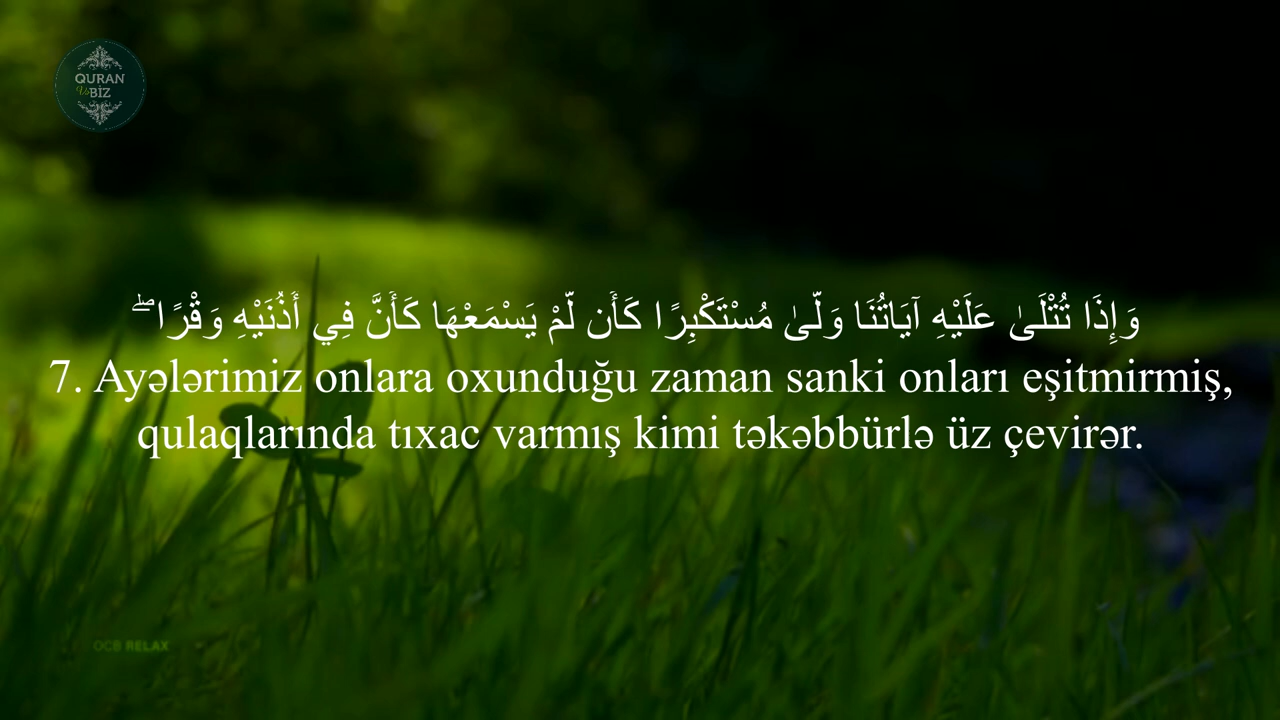 QURAN
Və BİZ
وَإِذَا تُتْلَىٰ عَلَيْهِ آيَاتُنَا وَلَّىٰ مُسْتَكْبِرًا كَأَن لَّمْ يَسْمَعْهَا كَأَنَّ فِي أُذُنَيْهِ وَقْرًا ۖ
7. Ayələrimiz onlara oxunduğu zaman sanki onları eşitmirmiş,
qulaqlarında tıxac varmış kimi təkəbbürlə üz çevirər.
OCB RELAX